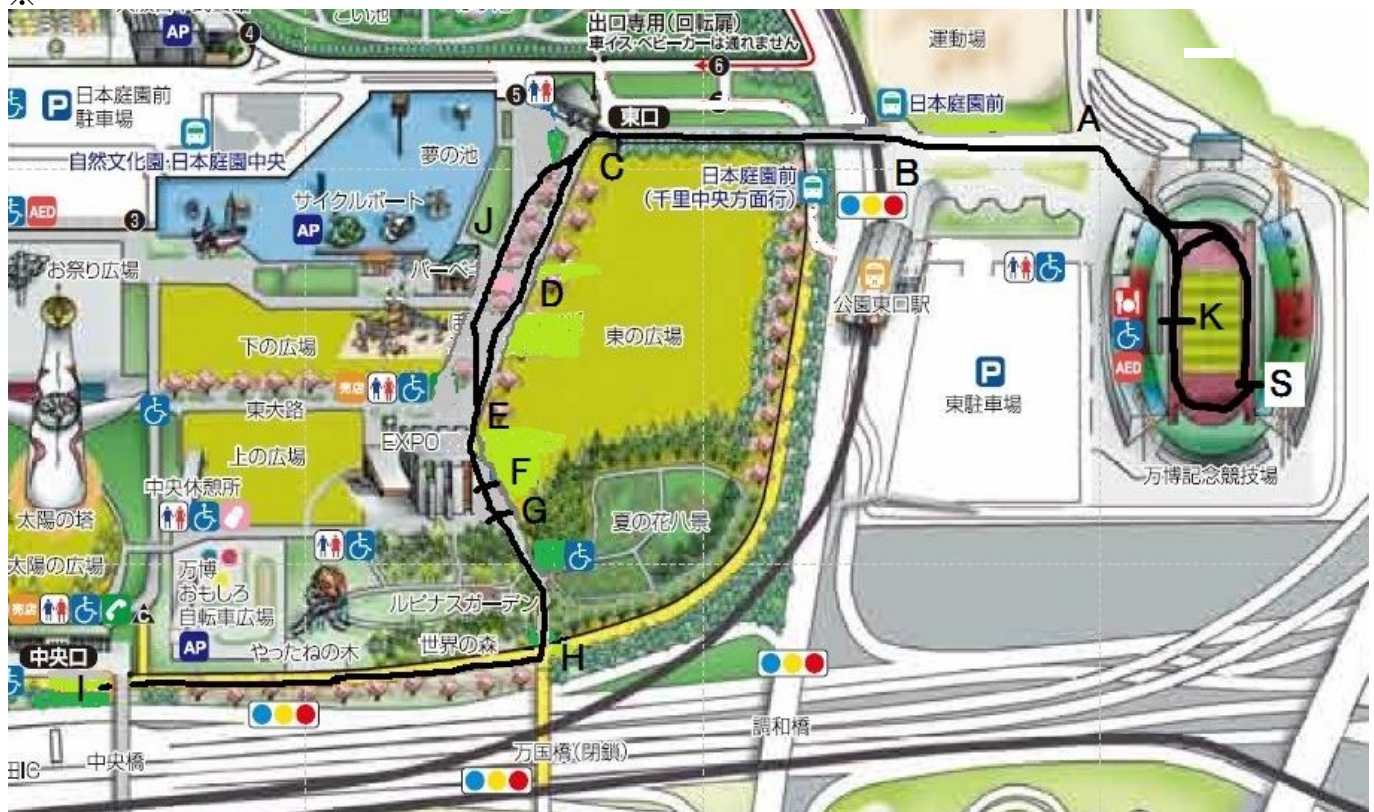 ※
出口専用(回転扉)
車イス・ベビーカーは通れません
運動場
AP
4
6
5
P
日本庭園前
駐車場
東口
日本庭園前
A
夢の池
自然文化園・日本庭園中央
C
日本庭園前
(千里中央方面行)
B
サイクルボート
AP
AED
3
J
お祭り広場
バーベ
D
公園東口駅
K
下の広場
東の広場
AED
S
P
東駐車場
売店
東大路
E
EXPO
上の広場
中央休憩所
F
万博記念競技場
太陽の塔
G
夏の花八景
太陽の広場
万博
おもしろ
自転車広場
売店
ルピナスガーデン
AP
やったねの木
世界の森
H
中央口
I
調和橋
中央橋
万国橋(閉鎖)
田IC